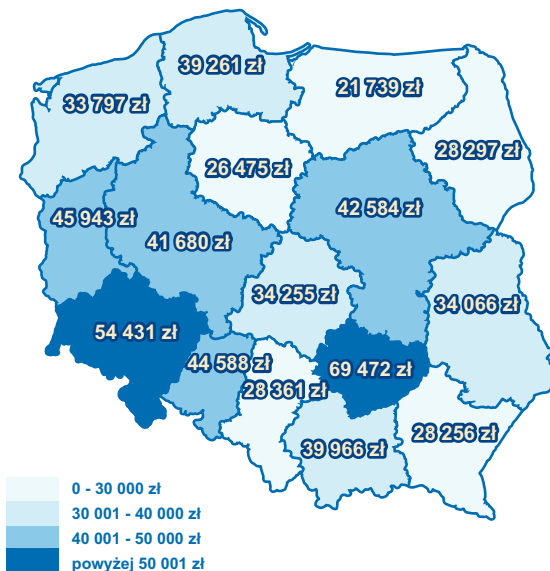 39 261 zł
21 739 zł
33 797 zł
28 297 zł
26 475 zł
42 584 zł
45 943 zł
41 680 zł
34 255 zł
34 066 zł
54 431 zł
44 588 zł
69 472 zł
28 361 zł
28 256 zł
39 966 zł
0 - 30 000 zł
30 001 - 40 000 zł
40 001 - 50 000 zł
powyżej 50 001 zł